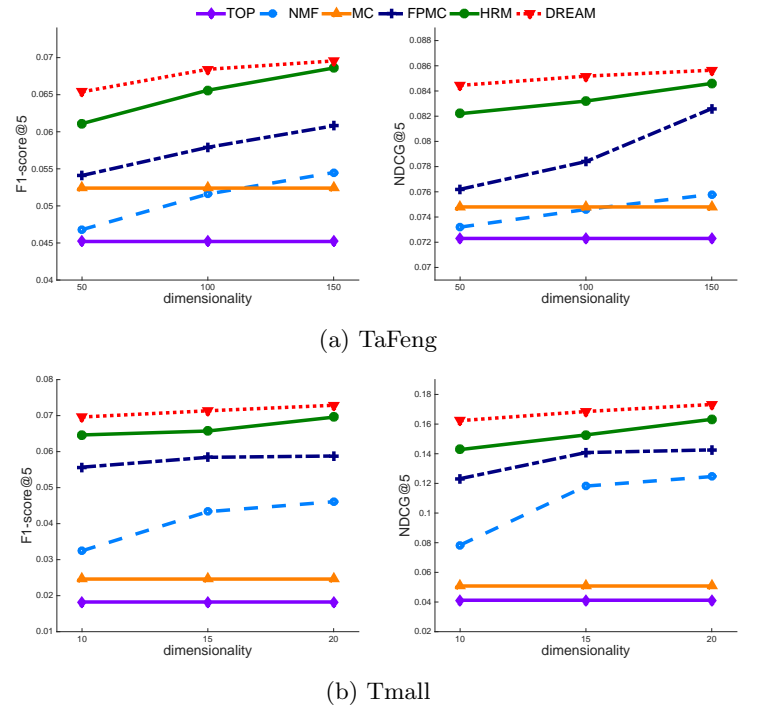 TOP NMF MC FPMC HRM DREAM
0.07
0.065
0.06
0.055
0.05
0.045
0.04
F1-score@5
50 100 150
dimensionality
0.088
0.086
0.084
0.082
0.08
0.078
0.076
0.074
0.072
0.07
NDCG@5
50 100 150
dimensionality
(a) TaFeng
0.08
0.07
0.06
0.05
0.04
0.03
0.02
0.01
F1-score@5
10 15 20
dimensionality
0.18
0.16
0.14
0.12
0.1
0.08
0.06
0.04
0.02
NDCG@5
10 15 20
dimensionality
(b) Tmall